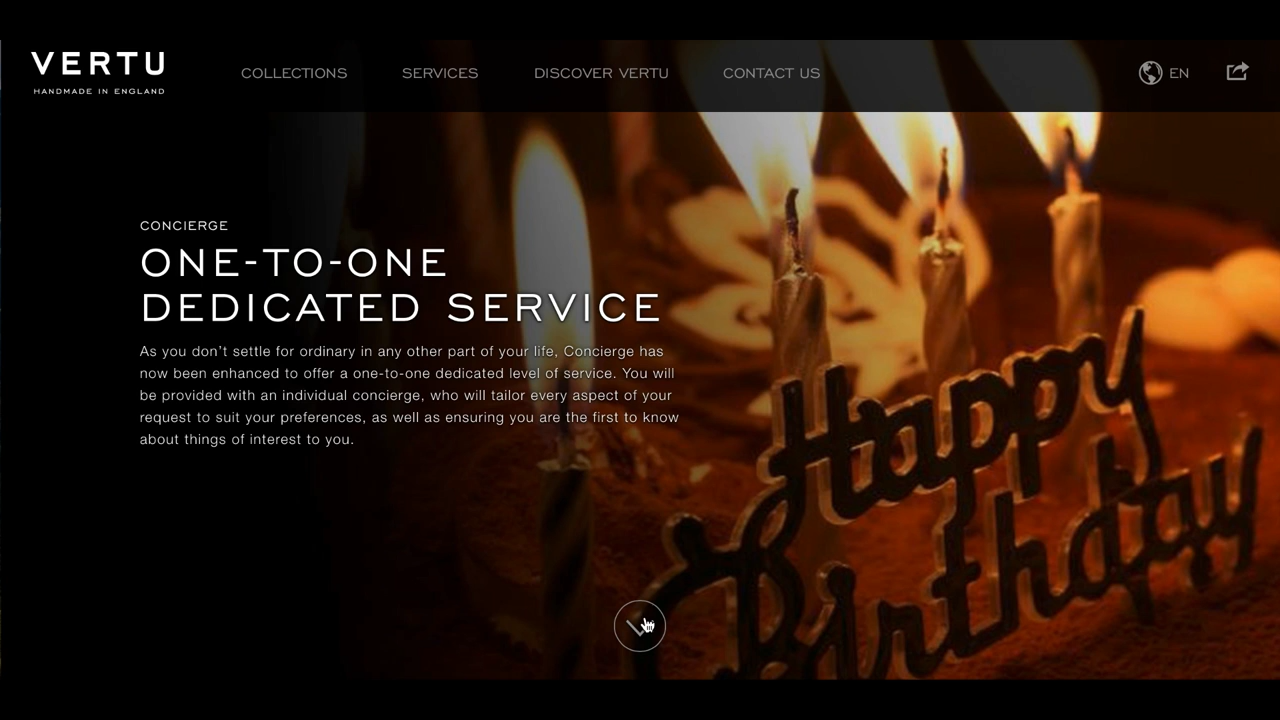 VERTU
HANDMADE IN ENGLAND
COLLECTIONS
SERVICES
DISCOVER VERTU
CONTACT US
EN
CONCIERGE
ONE-TO-ONE
DEDICATED SERVICE
As you don’t settle for ordinary in any other part of your life, Concierge has
now been enhanced to offer a one-to-one dedicated level of service. You will
be provided with an individual concierge, who will tailor every aspect of your
request to suit your preferences, as well as ensuring you are the first to know
about things of interest to you.
Happy
Birthday